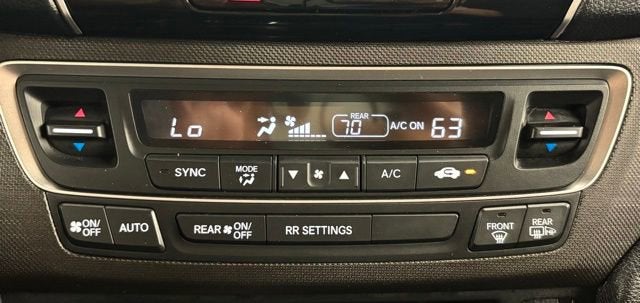 REAR
Lo 70 A/C ON 63
SYNC MODE A/C
ON/OFF AUTO REAR ON/OFF RR SETTINGS FRONT REAR